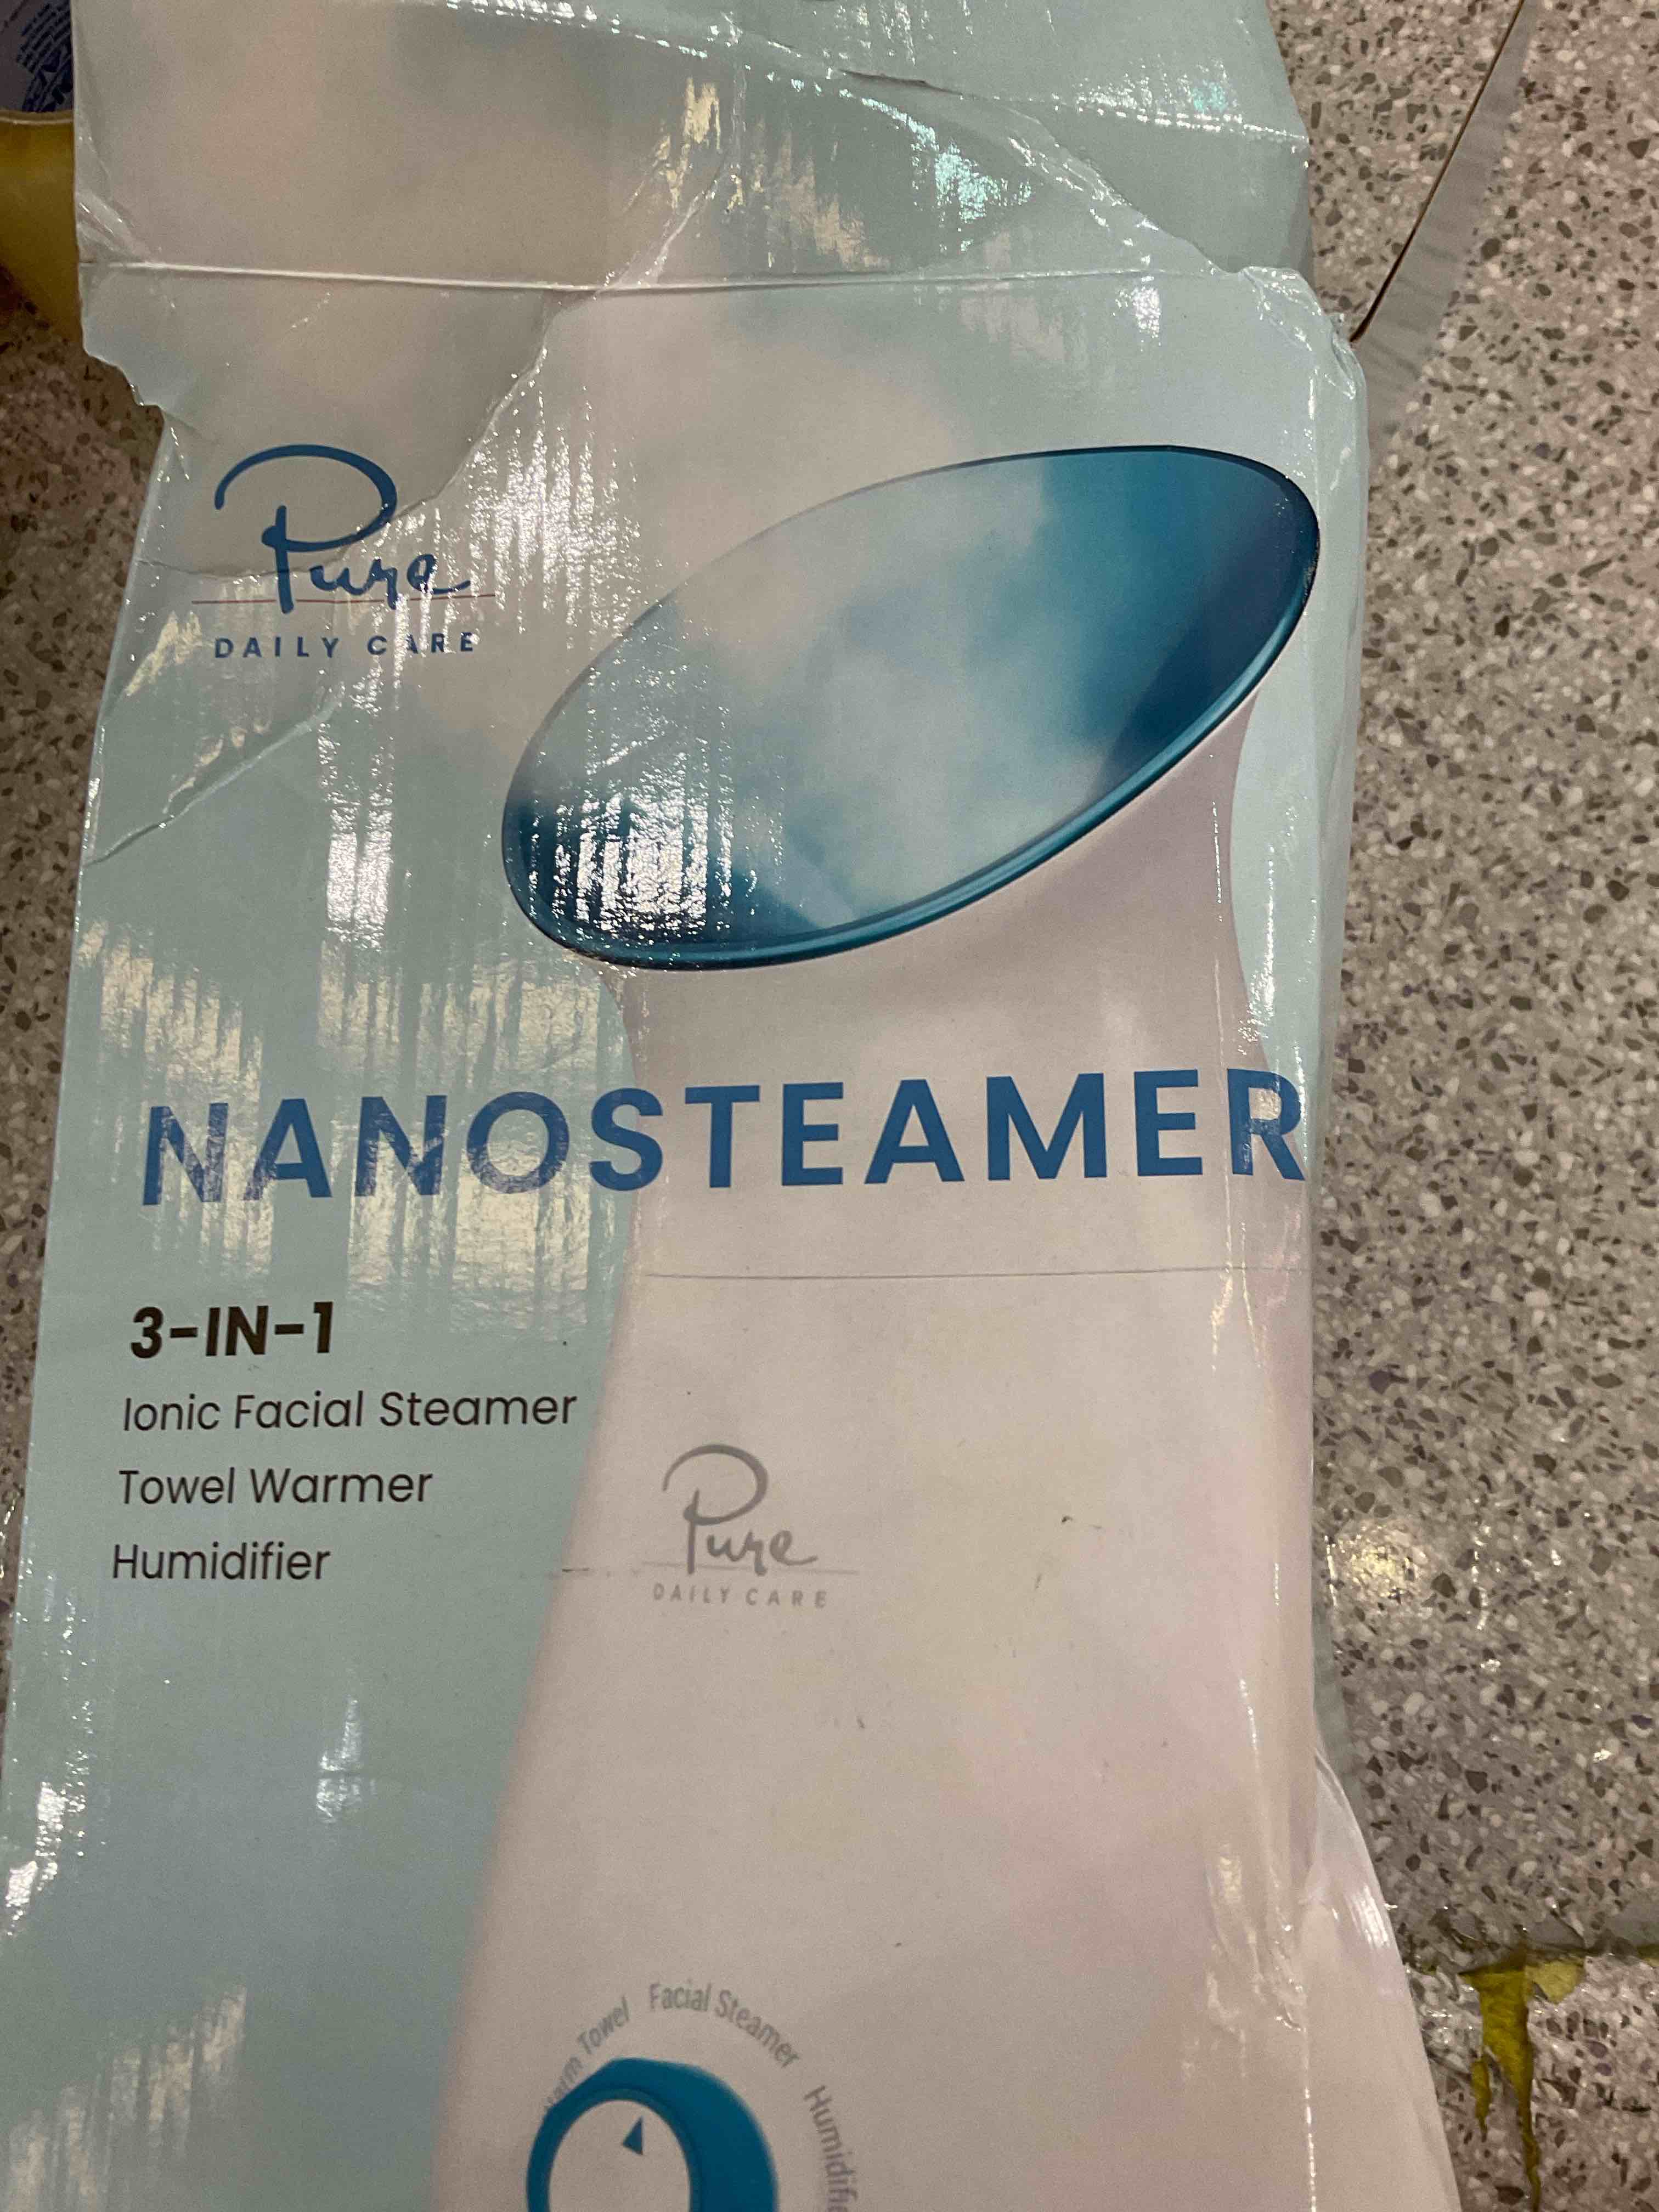 Pure
DAILY CARE
NANOSTEAMER
3-IN-1
Ionic Facial Steamer
Towel Warmer
Humidifier
Pure
DAILY CARE
Towel
Facial Steamer